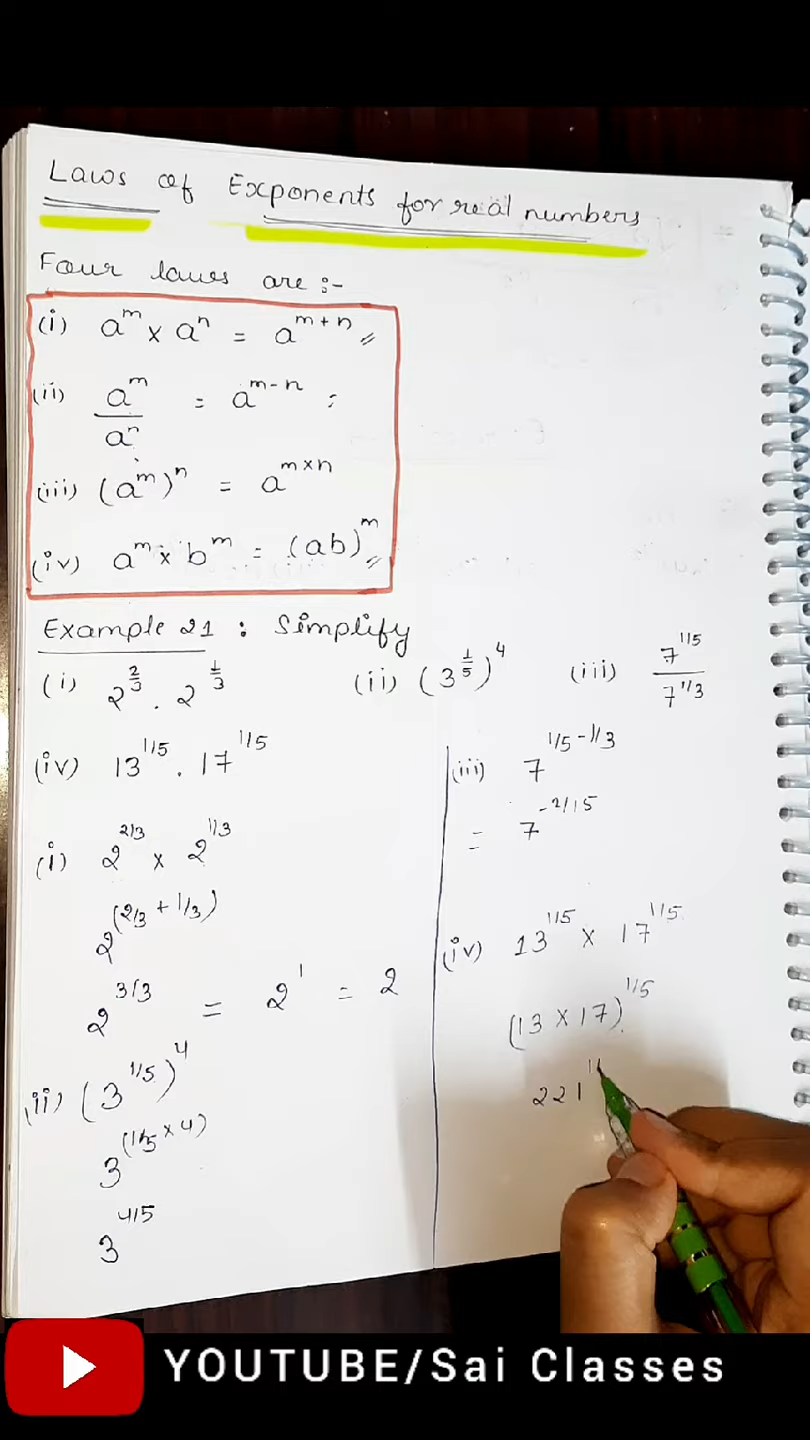 Laws of Exponents for real numbers
Four laws are :-
(i) a^m × a^n = a^{m+n}
(ii) a^m / a^n = a^{m-n}
(iii) (a^m)^n = a^{m×n}
(iv) a^m × b^m = (ab)^m
Example 21 : Simplify
(i) 2^{2/3} . 2^{1/3} (ii) (3^{1/5})^4 (iii) 7^{1/5} / 7^{1/3}
(iv) 13^{1/5} . 17^{1/5}
(i) 2^{2/3} × 2^{1/3}
2^{(2/3 + 1/3)}
2^{3/3} = 2^1 = 2
(ii) (3^{1/5})^4
3^{(1/5 × 4)}
3^{4/5}
(iii) 7^{1/5 - 1/3}
= 7^{-2/15}
(iv) 13^{1/5} × 17^{1/5}
(13 × 17)^{1/5}
221^{1/
YOUTUBE/Sai Classes